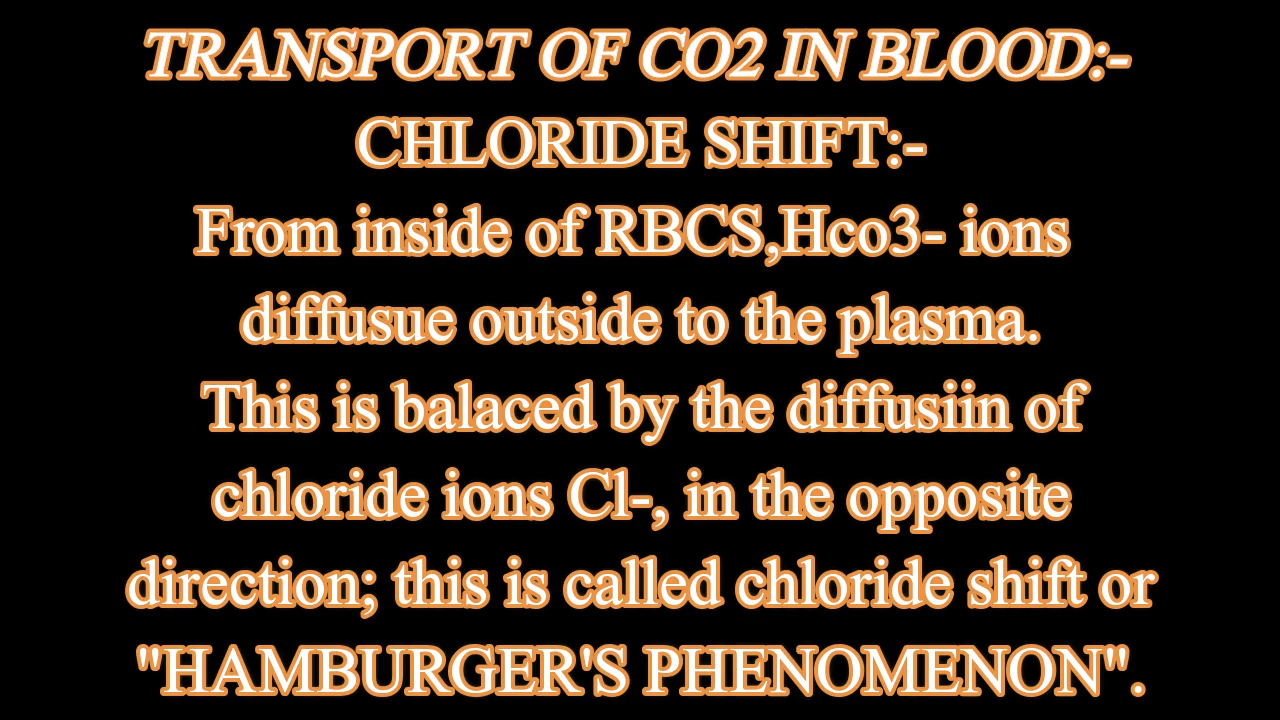 TRANSPORT OF CO2 IN BLOOD:-
CHLORIDE SHIFT:-
From inside of RBCS,Hco3- ions
diffusue outside to the plasma.
This is balaced by the diffusiin of
chloride ions Cl-, in the opposite
direction; this is called chloride shift or
"HAMBURGER'S PHENOMENON".